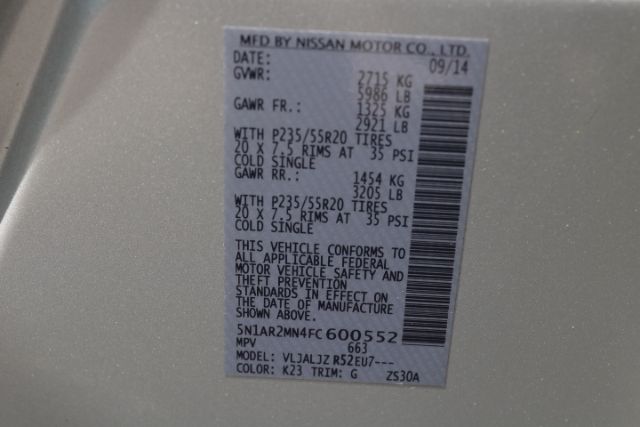 MFD BY NISSAN MOTOR CO., LTD.
DATE: 09/14
GVWR: 2715 KG
5986 LB
GAWR FR.: 1325 KG
2921 LB
WITH P235/55R20 TIRES
20 X 7.5 RIMS AT 35 PSI
COLD SINGLE
GAWR RR.: 1454 KG
3205 LB
WITH P235/55R20 TIRES
20 X 7.5 RIMS AT 35 PSI
COLD SINGLE
THIS VEHICLE CONFORMS TO
ALL APPLICABLE FEDERAL
MOTOR VEHICLE SAFETY AND
THEFT PREVENTION
STANDARDS IN EFFECT ON
THE DATE OF MANUFACTURE
SHOWN ABOVE.
5N1AR2MN4FC600552
MPV 663
MODEL: VLJALJZ R52EU7---
COLOR: K23 TRIM: G ZS30A